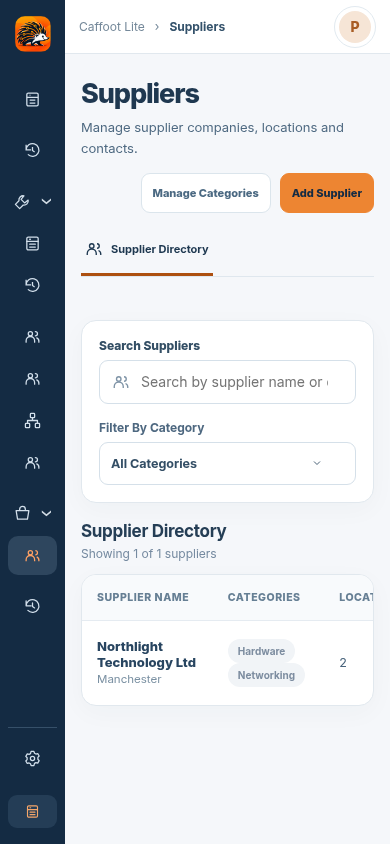 Caffoot Lite › Suppliers
P
Suppliers
Manage supplier companies, locations and
contacts.
Manage Categories
Add Supplier
Supplier Directory
Search Suppliers
Search by supplier name or
Filter By Category
All Categories
Supplier Directory
Showing 1 of 1 suppliers
SUPPLIER NAME CATEGORIES LOCAT
Northlight
Technology Ltd
Manchester
Hardware
Networking
2